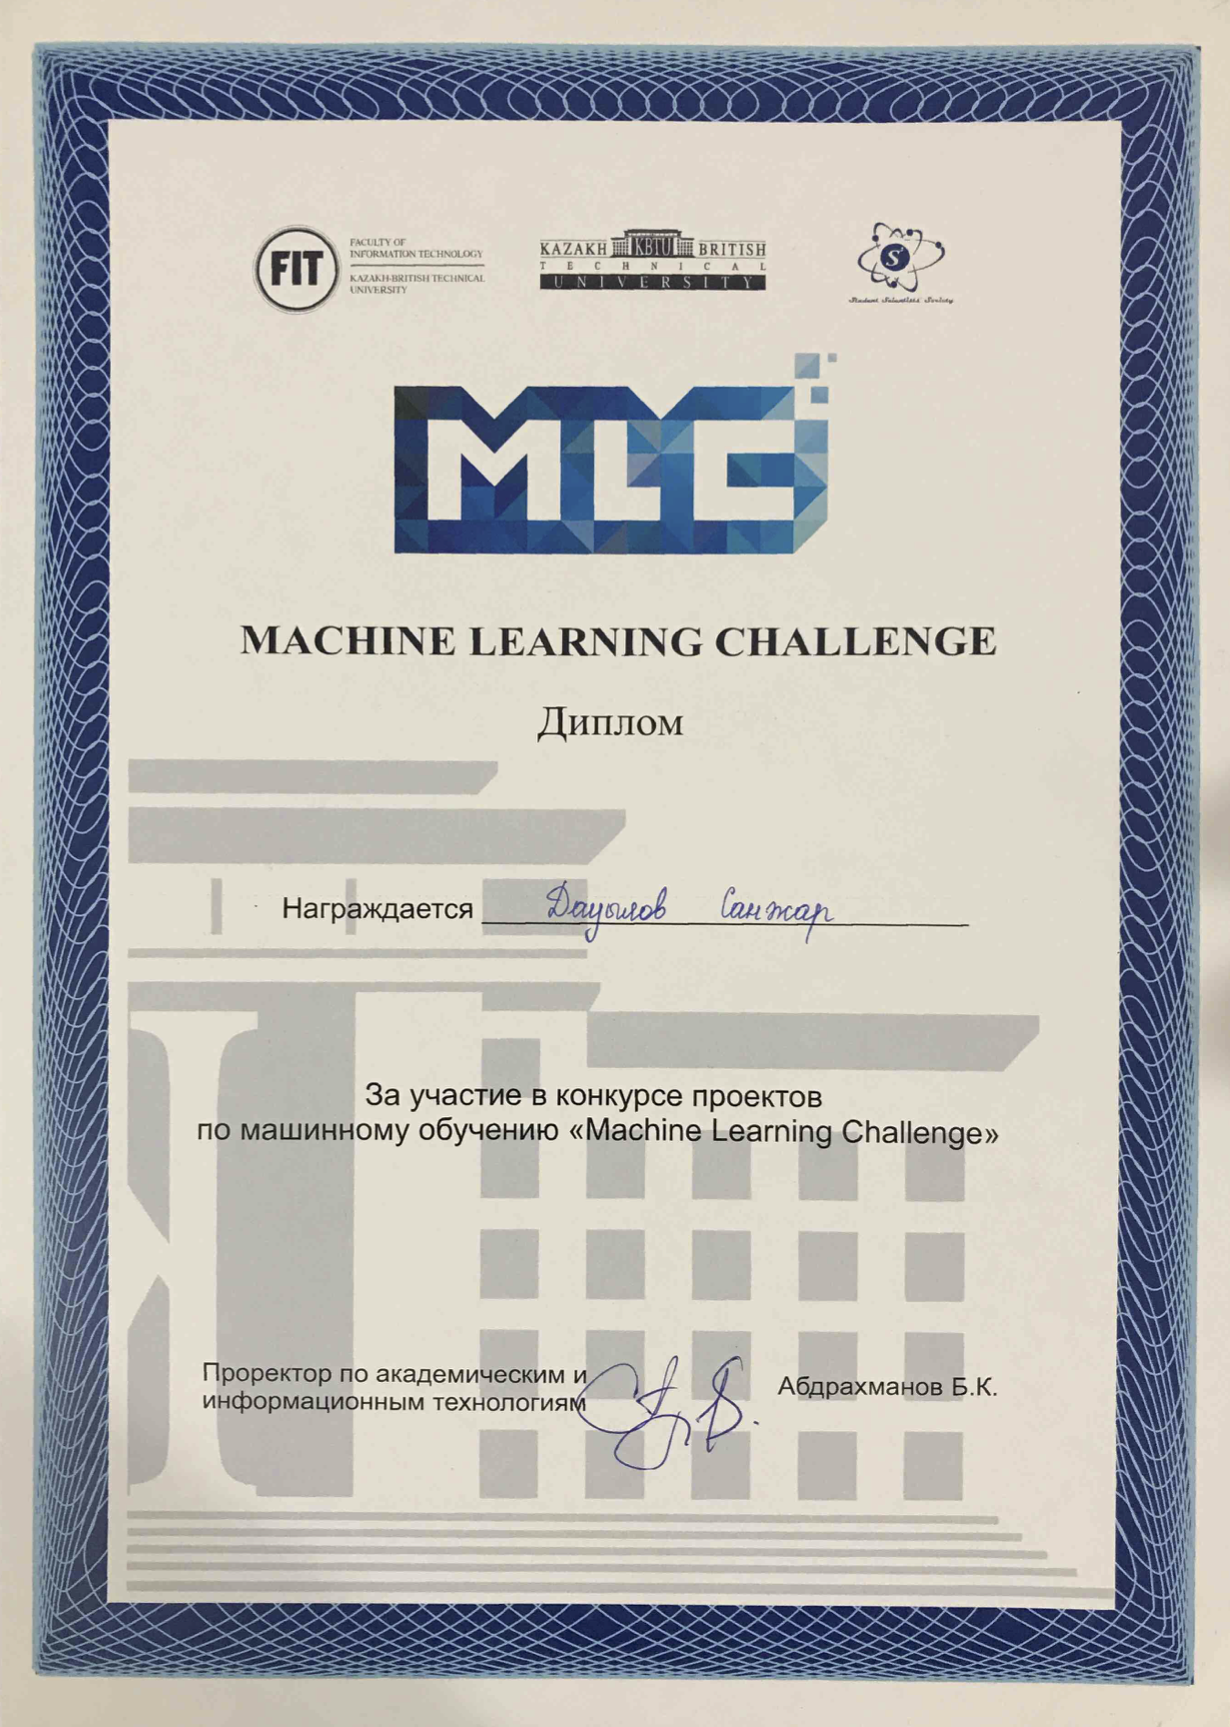 FIT
FACULTY OF
INFORMATION TECHNOLOGY
KAZAKH-BRITISH TECHNICAL
UNIVERSITY
KAZAKH KBTU BRITISH
TECHNICAL
UNIVERSITY
S
Student Scientists' Society
MLC
MACHINE LEARNING CHALLENGE
Диплом
Награждается Дауылов Санжар
За участие в конкурсе проектов
по машинному обучению «Machine Learning Challenge»
Проректор по академическим и
информационным технологиям
Абдрахманов Б.К.